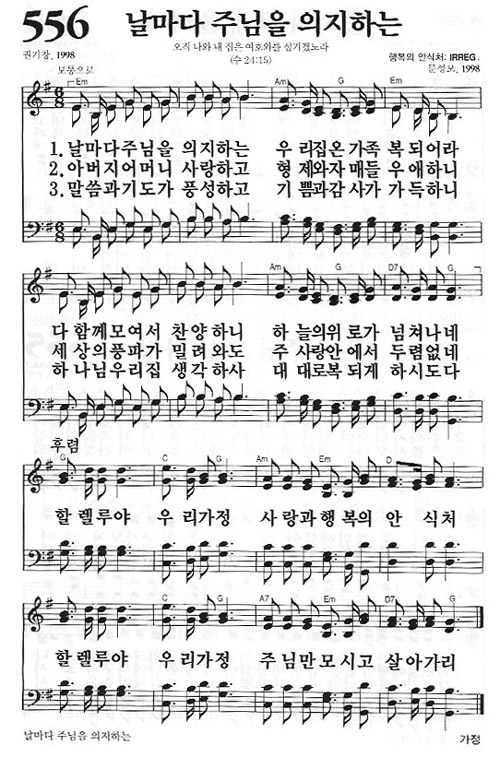 556 날마다 주님을 의지하는
오직 나와 내 집은 여호와를 섬기겠노라
(수 24:15)
권기창, 1998
행복의 안식처: IRREG.
보통으로
문성모, 1998
Em Am G Em
1. 날마다주님을 의지하는 우 리집온 가족 복 되어라
2. 아버지어머니 사랑하고 형 제와자 매들 우 애하니
3. 말씀과기도가 풍성하고 기 쁨과감 사가 가 득하니
Am G D7 G
다 함께모여서 찬양하니 하 늘의위 로가 넘 쳐나네
세 상의풍파가 밀려와도 주 사랑안 에서 두 렴없네
하 나님우리집 생각하사 대 대로복 되게 하 시도다
후렴
G C G Am Em D
할 렐루야 우 리가정 사 랑과행 복의 안 식처
G C G A7 Em D7 G
할 렐루야 우 리가정 주 님만모 시고 살 아가리
날마다 주님을 의지하는
가정